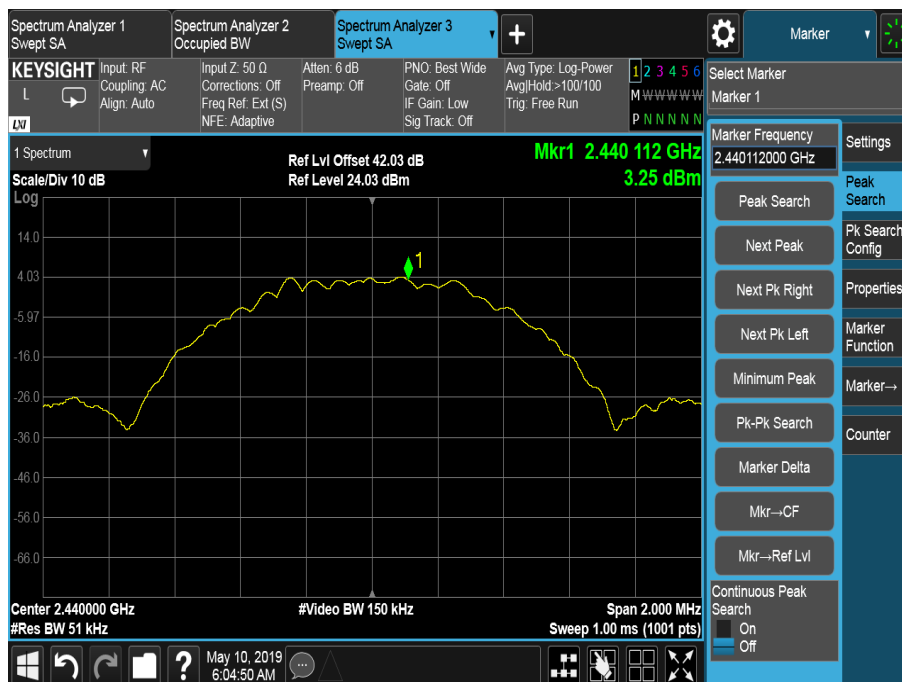 Spectrum Analyzer 1
Swept SA
Spectrum Analyzer 2
Occupied BW
Spectrum Analyzer 3
Swept SA
Marker
KEYSIGHT
L
LXI
Input: RF
Coupling: AC
Align: Auto
Input Z: 50 Ω
Corrections: Off
Freq Ref: Ext (S)
NFE: Adaptive
Atten: 6 dB
Preamp: Off
PNO: Best Wide
Gate: Off
IF Gain: Low
Sig Track: Off
Avg Type: Log-Power
Avg|Hold:>100/100
Trig: Free Run
1 2 3 4 5 6
M W W W W W
P N N N N N
Select Marker
Marker 1
1 Spectrum
Scale/Div 10 dB
Ref Lvl Offset 42.03 dB
Ref Level 24.03 dBm
Mkr1 2.440 112 GHz
3.25 dBm
Log
14.0
4.03
-5.97
-16.0
-26.0
-36.0
-46.0
-56.0
-66.0
1
Center 2.440000 GHz
#Res BW 51 kHz
#Video BW 150 kHz
Span 2.000 MHz
Sweep 1.00 ms (1001 pts)
Marker Frequency
2.440112000 GHz
Peak Search
Next Peak
Next Pk Right
Next Pk Left
Minimum Peak
Pk-Pk Search
Marker Delta
Mkr→CF
Mkr→Ref Lvl
Continuous Peak
Search
On
Off
Settings
Peak
Search
Pk Search
Config
Properties
Marker
Function
Marker→
Counter
?
May 10, 2019
6:04:50 AM